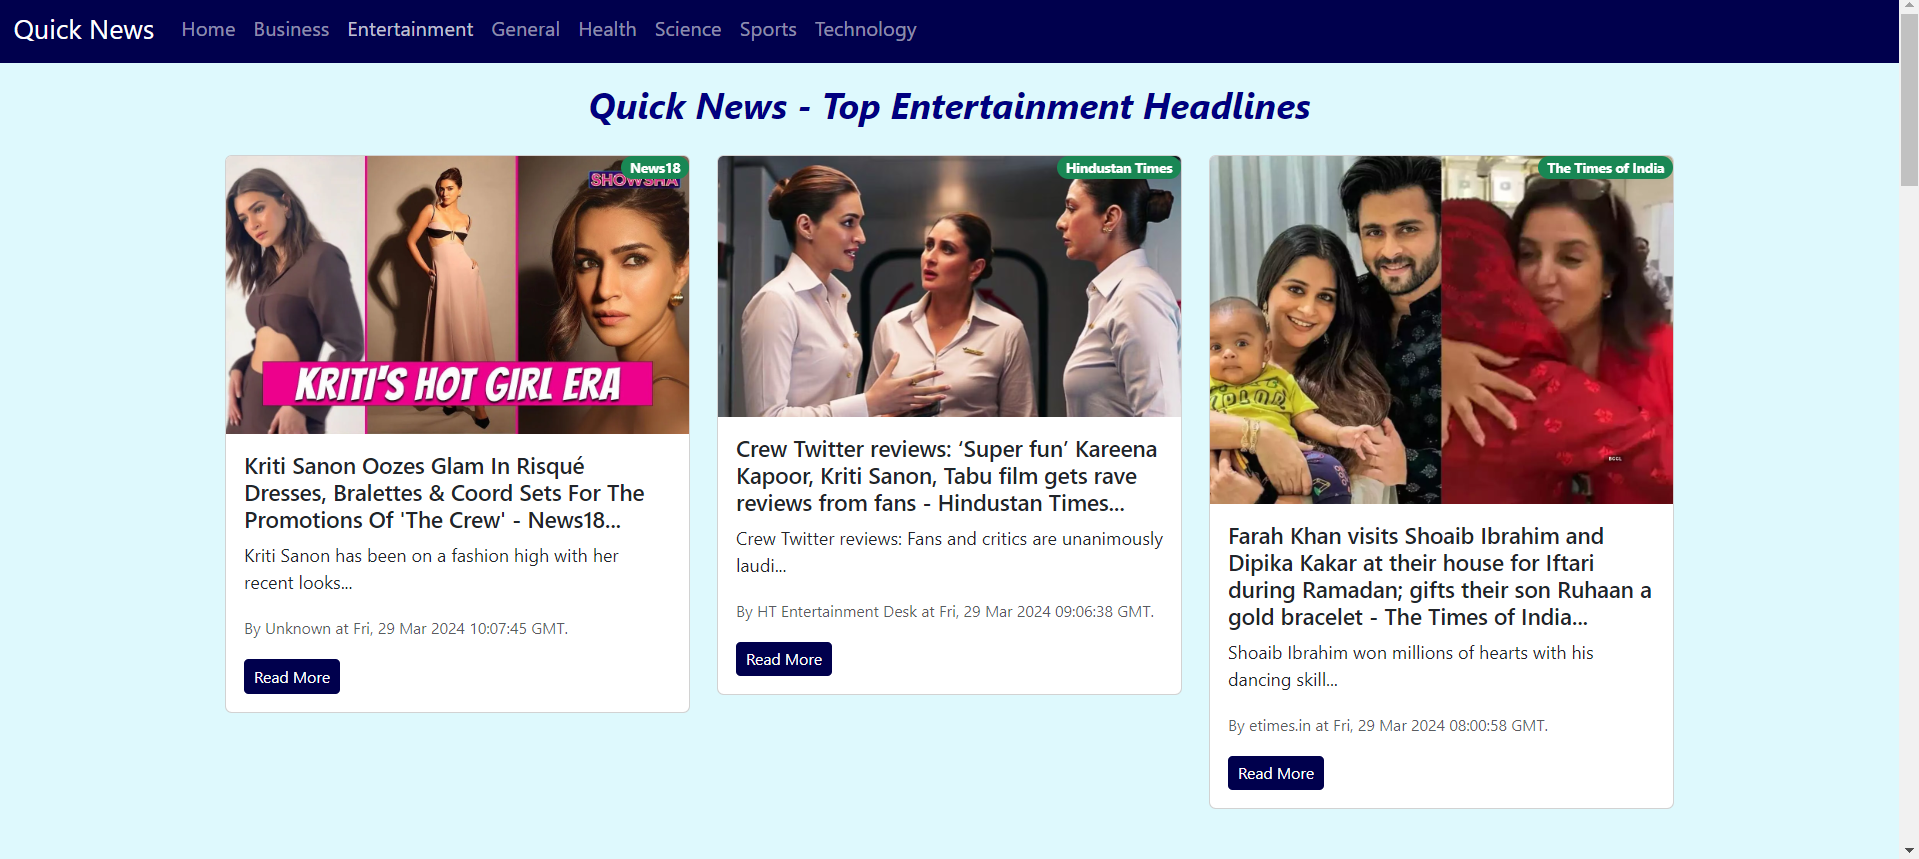 Quick News Home Business Entertainment General Health Science Sports Technology
Quick News - Top Entertainment Headlines
News18
SHOWSHA
KRITI'S HOT GIRL ERA
Kriti Sanon Oozes Glam In Risqué
Dresses, Bralettes & Coord Sets For The
Promotions Of 'The Crew' - News18...
Kriti Sanon has been on a fashion high with her
recent looks...
By Unknown at Fri, 29 Mar 2024 10:07:45 GMT.
Read More
Hindustan Times
Crew Twitter reviews: ‘Super fun’ Kareena
Kapoor, Kriti Sanon, Tabu film gets rave
reviews from fans - Hindustan Times...
Crew Twitter reviews: Fans and critics are unanimously
laudi...
By HT Entertainment Desk at Fri, 29 Mar 2024 09:06:38 GMT.
Read More
The Times of India
BCCL
Farah Khan visits Shoaib Ibrahim and
Dipika Kakar at their house for Iftari
during Ramadan; gifts their son Ruhaan a
gold bracelet - The Times of India...
Shoaib Ibrahim won millions of hearts with his
dancing skill...
By etimes.in at Fri, 29 Mar 2024 08:00:58 GMT.
Read More